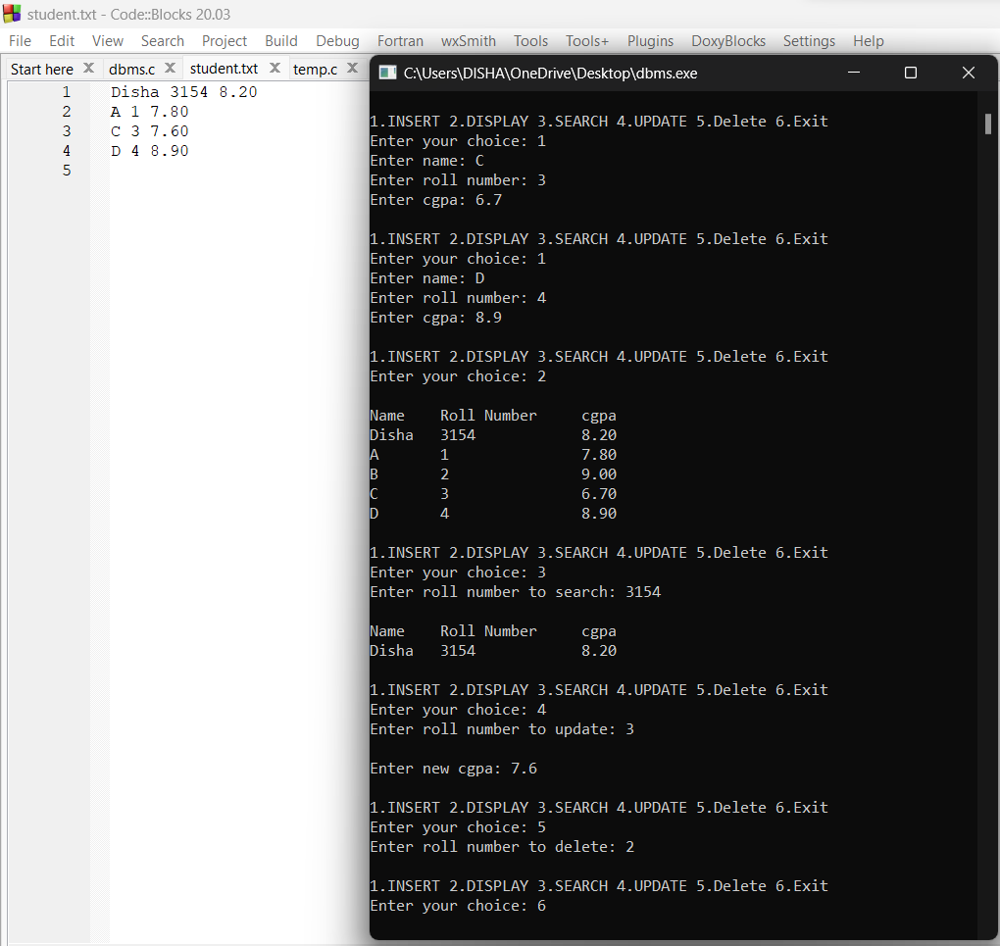 student.txt - Code::Blocks 20.03
File Edit View Search Project Build Debug Fortran wxSmith Tools Tools+ Plugins DoxyBlocks Settings Help
Start here X dbms.c X student.txt X temp.c X
1 Disha 3154 8.20
2 A 1 7.80
3 C 3 7.60
4 D 4 8.90
5
C:\Users\DISHA\OneDrive\Desktop\dbms.exe
1.INSERT 2.DISPLAY 3.SEARCH 4.UPDATE 5.Delete 6.Exit
Enter your choice: 1
Enter name: C
Enter roll number: 3
Enter cgpa: 6.7
1.INSERT 2.DISPLAY 3.SEARCH 4.UPDATE 5.Delete 6.Exit
Enter your choice: 1
Enter name: D
Enter roll number: 4
Enter cgpa: 8.9
1.INSERT 2.DISPLAY 3.SEARCH 4.UPDATE 5.Delete 6.Exit
Enter your choice: 2
Name Roll Number cgpa
Disha 3154 8.20
A 1 7.80
B 2 9.00
C 3 6.70
D 4 8.90
1.INSERT 2.DISPLAY 3.SEARCH 4.UPDATE 5.Delete 6.Exit
Enter your choice: 3
Enter roll number to search: 3154
Name Roll Number cgpa
Disha 3154 8.20
1.INSERT 2.DISPLAY 3.SEARCH 4.UPDATE 5.Delete 6.Exit
Enter your choice: 4
Enter roll number to update: 3
Enter new cgpa: 7.6
1.INSERT 2.DISPLAY 3.SEARCH 4.UPDATE 5.Delete 6.Exit
Enter your choice: 5
Enter roll number to delete: 2
1.INSERT 2.DISPLAY 3.SEARCH 4.UPDATE 5.Delete 6.Exit
Enter your choice: 6